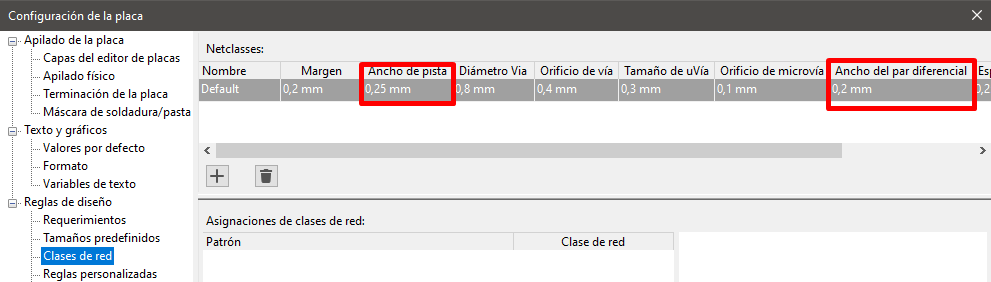 Configuración de la placa
Apilado de la placa
Capas del editor de placas
Apilado físico
Terminación de la placa
Máscara de soldadura/pasta
Texto y gráficos
Valores por defecto
Formato
Variables de texto
Reglas de diseño
Requerimientos
Tamaños predefinidos
Clases de red
Reglas personalizadas
Netclasses:
Nombre Margen Ancho de pista Diámetro Via Orificio de vía Tamaño de uVía Orificio de microvía Ancho del par diferencial Es
Default 0,2 mm 0,25 mm 0,8 mm 0,4 mm 0,3 mm 0,1 mm 0,2 mm 0,2
Asignaciones de clases de red:
Patrón Clase de red